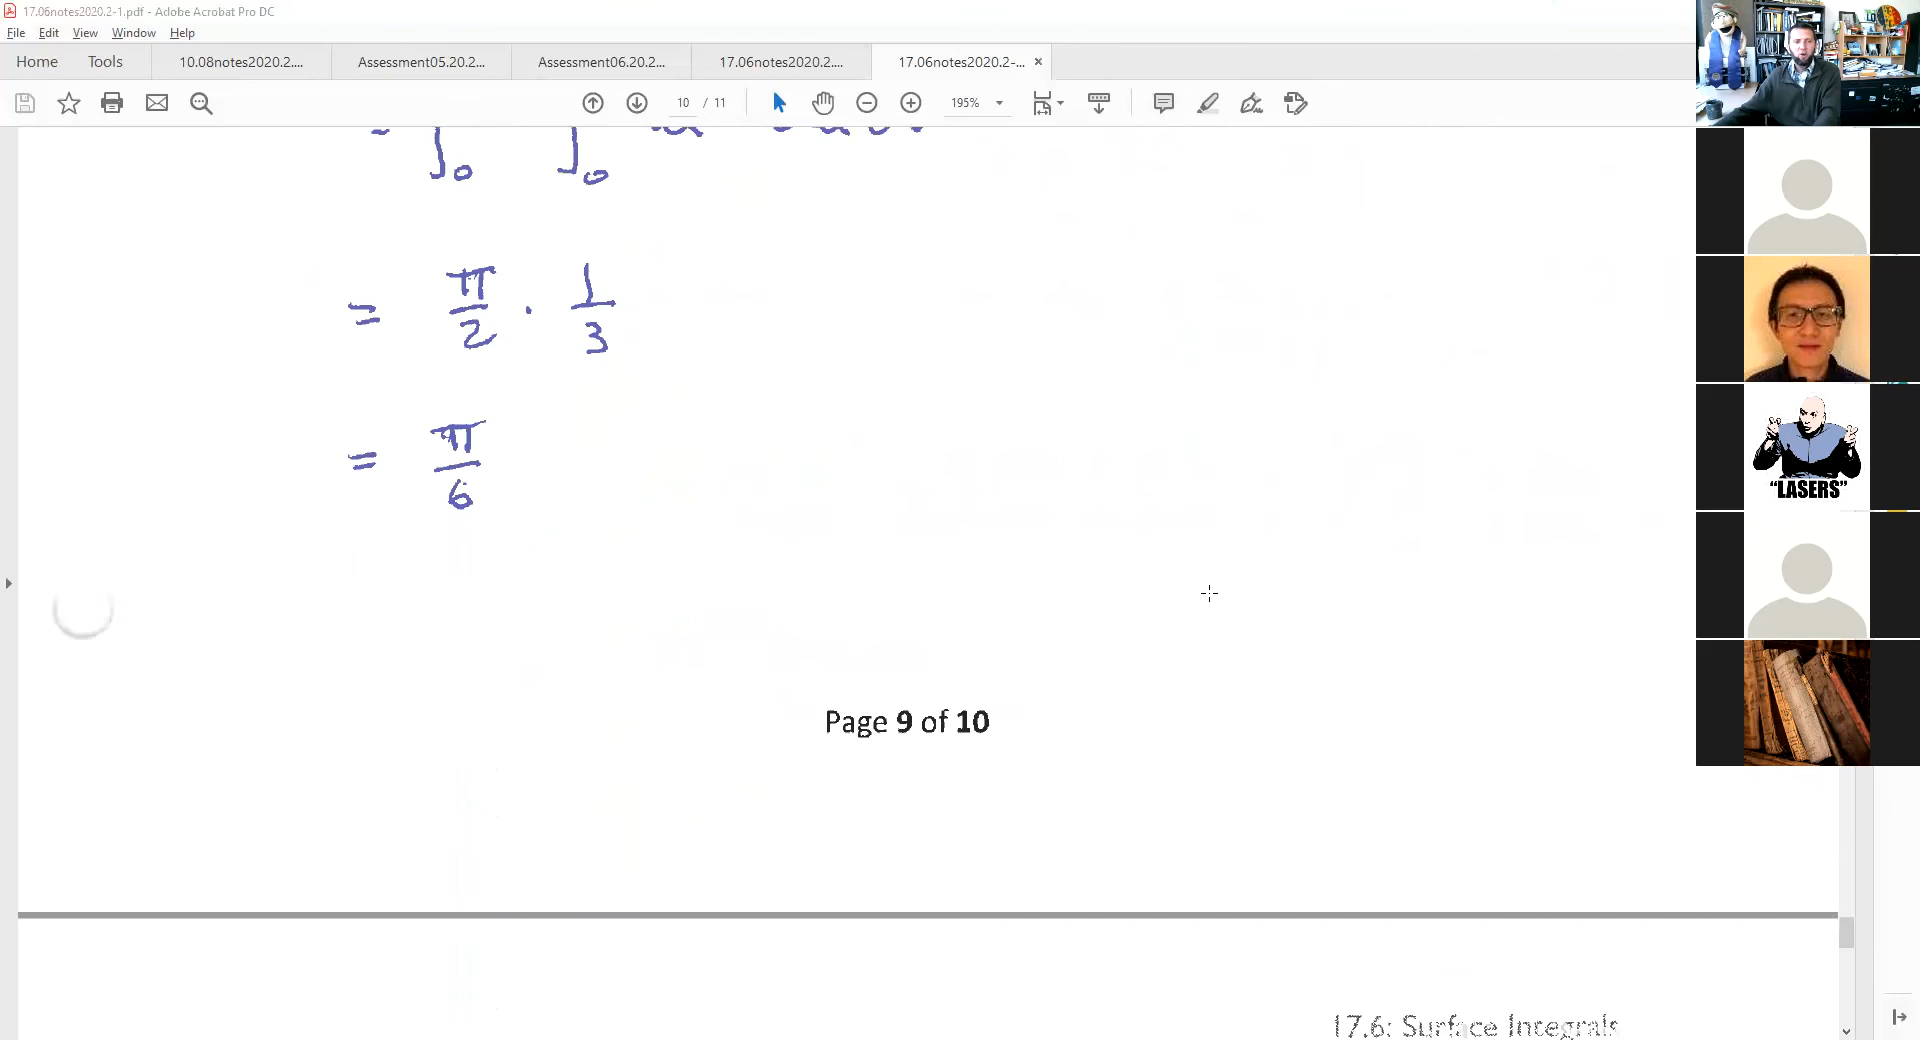 17.06notes2020.2-1.pdf - Adobe Acrobat Pro DC
File Edit View Window Help
Home Tools 10.08notes2020.2.... Assessment05.20.2... Assessment06.20.2... 17.06notes2020.2.... 17.06notes2020.2-... ×
10 / 11 195%
= ∫₀ ∫₀
= π/2 · 1/3
= π/6
"LASERS"
Page 9 of 10
17.6: Surface Integrals